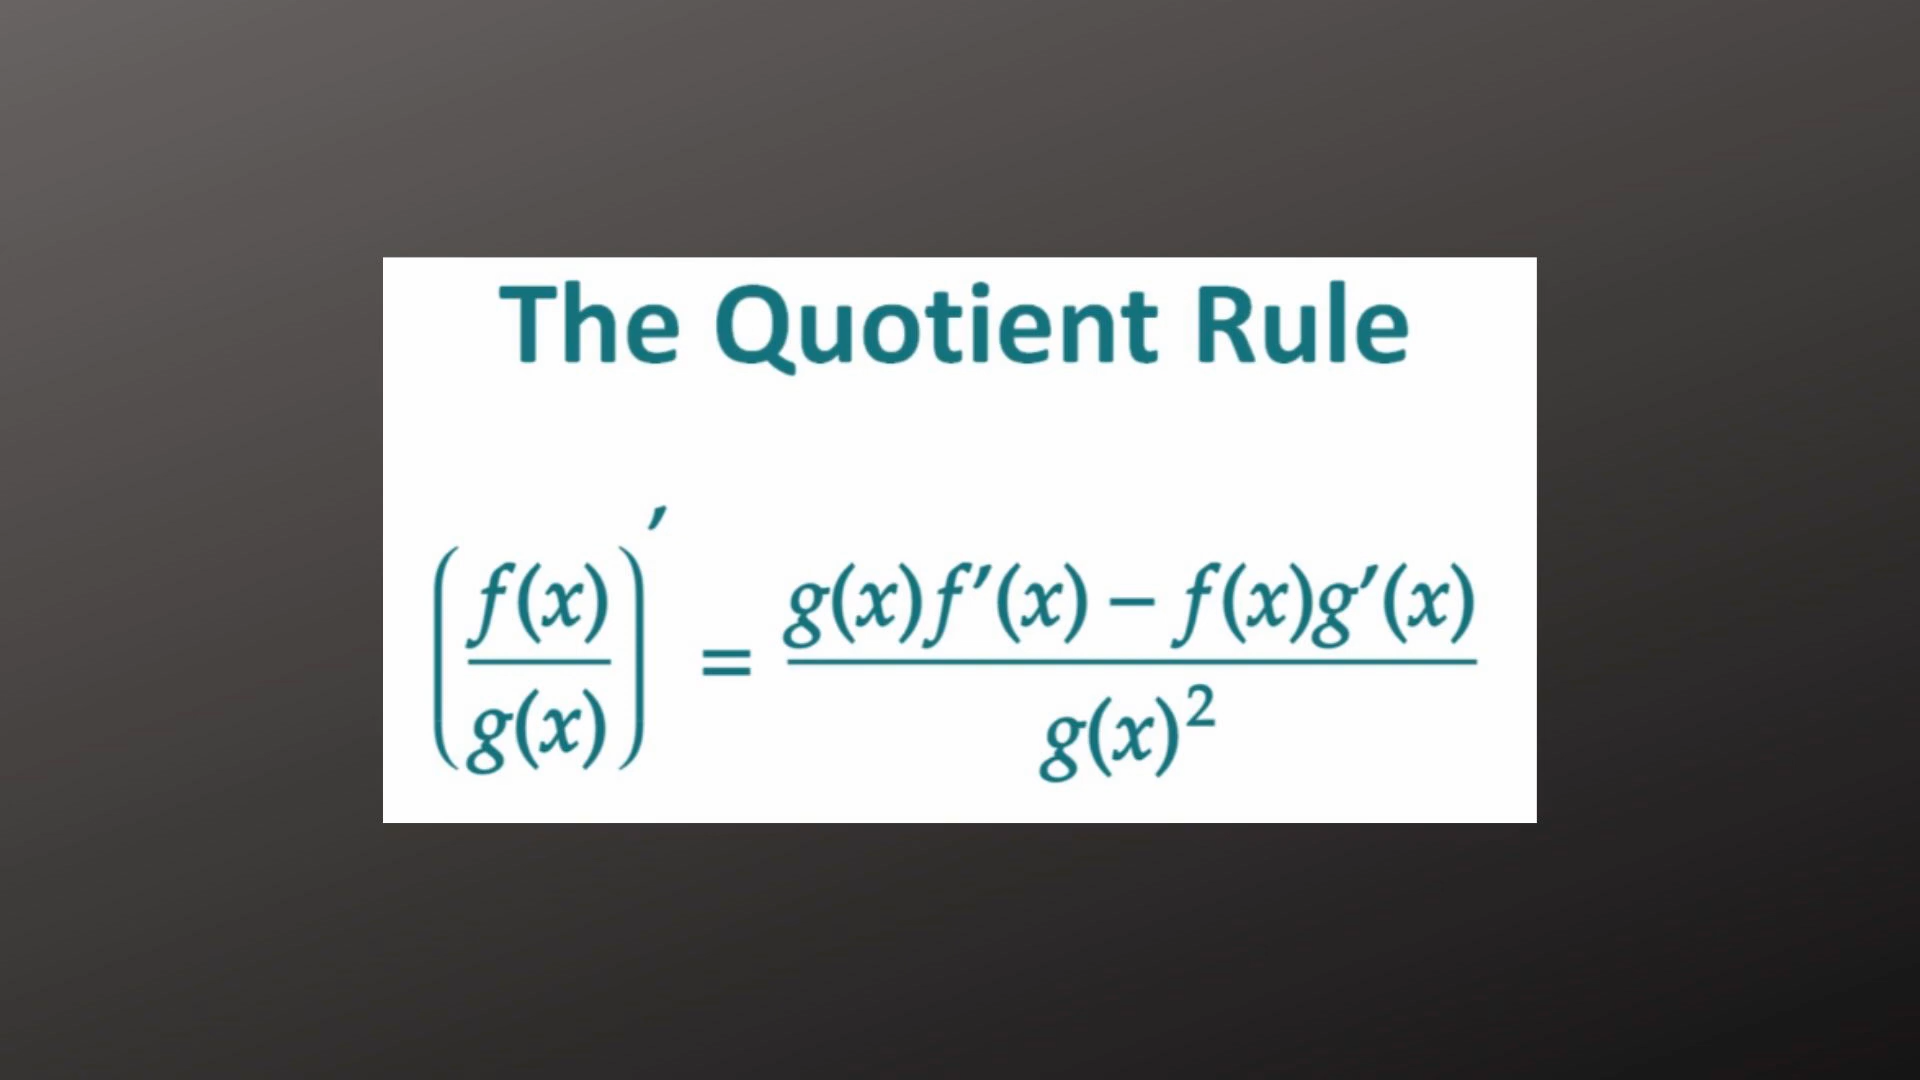 The Quotient Rule
(f(x)/g(x))′ = (g(x)f′(x) − f(x)g′(x))/g(x)²